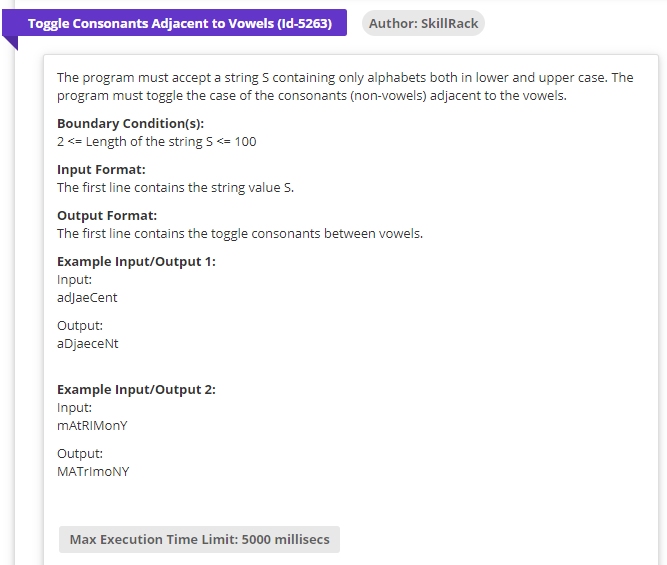 Toggle Consonants Adjacent to Vowels (Id-5263) Author: SkillRack
The program must accept a string S containing only alphabets both in lower and upper case. The
program must toggle the case of the consonants (non-vowels) adjacent to the vowels.
Boundary Condition(s):
2 <= Length of the string S <= 100
Input Format:
The first line contains the string value S.
Output Format:
The first line contains the toggle consonants between vowels.
Example Input/Output 1:
Input:
adJaeCent
Output:
aDjaeceNt
Example Input/Output 2:
Input:
mAtRIMonY
Output:
MATrImoNY
Max Execution Time Limit: 5000 millisecs